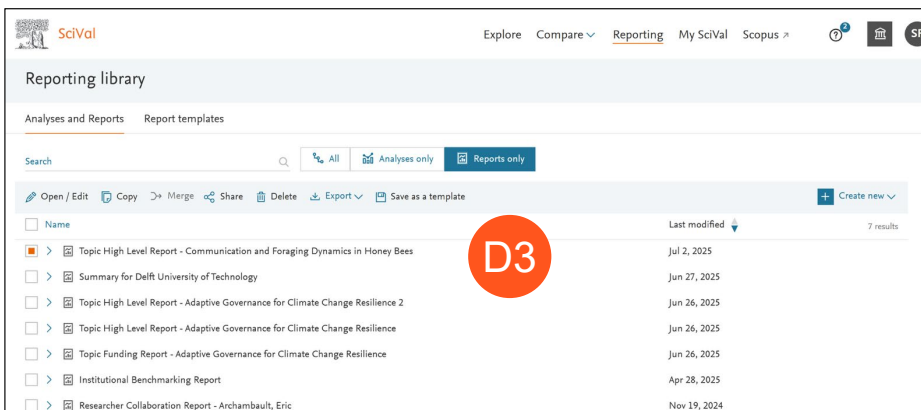 SciVal
Explore Compare Reporting My SciVal Scopus ↗ 2 SF
Reporting library
Analyses and Reports Report templates
Search All Analyses only Reports only
Open / Edit Copy Merge Share Delete Export Save as a template + Create new
Name Last modified 7 results
Topic High Level Report - Communication and Foraging Dynamics in Honey Bees Jul 2, 2025
D3
Summary for Delft University of Technology Jun 27, 2025
Topic High Level Report - Adaptive Governance for Climate Change Resilience 2 Jun 26, 2025
Topic High Level Report - Adaptive Governance for Climate Change Resilience Jun 26, 2025
Topic Funding Report - Adaptive Governance for Climate Change Resilience Jun 26, 2025
Institutional Benchmarking Report Apr 28, 2025
Researcher Collaboration Report - Archambault, Eric Nov 19, 2024